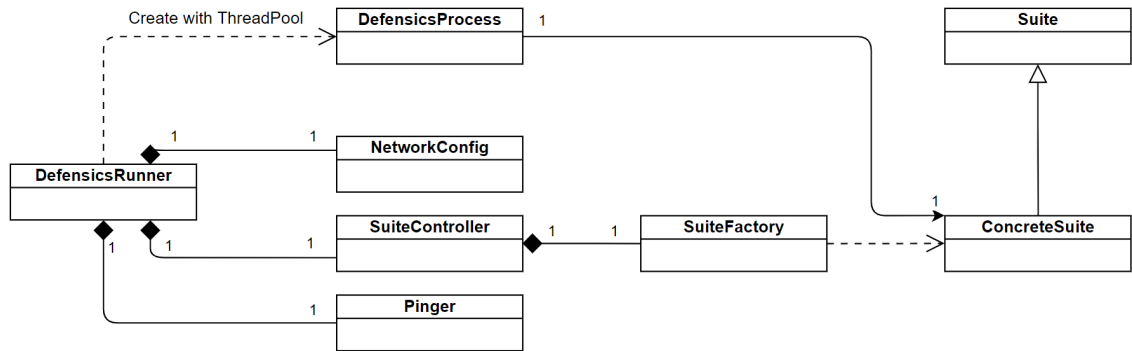 Create with ThreadPool
DefensicsProcess
1
Suite
1
1
NetworkConfig
DefensicsRunner
1
SuiteController
1
1
SuiteFactory
ConcreteSuite
1
1
1
Pinger
1